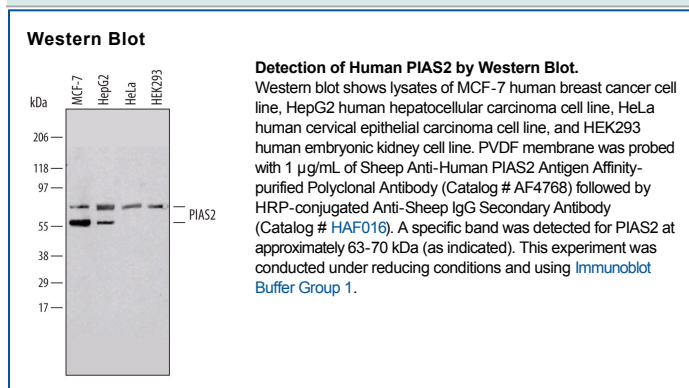 Western Blot
MCF-7 HepG2 HeLa HEK293
kDa
206
118
97
55
38
29
17
PIAS2
Detection of Human PIAS2 by Western Blot.
Western blot shows lysates of MCF-7 human breast cancer cell
line, HepG2 human hepatocellular carcinoma cell line, HeLa
human cervical epithelial carcinoma cell line, and HEK293
human embryonic kidney cell line. PVDF membrane was probed
with 1 µg/mL of Sheep Anti-Human PIAS2 Antigen Affinity-
purified Polyclonal Antibody (Catalog # AF4768) followed by
HRP-conjugated Anti-Sheep IgG Secondary Antibody
(Catalog # HAF016). A specific band was detected for PIAS2 at
approximately 63-70 kDa (as indicated). This experiment was
conducted under reducing conditions and using Immunoblot
Buffer Group 1.